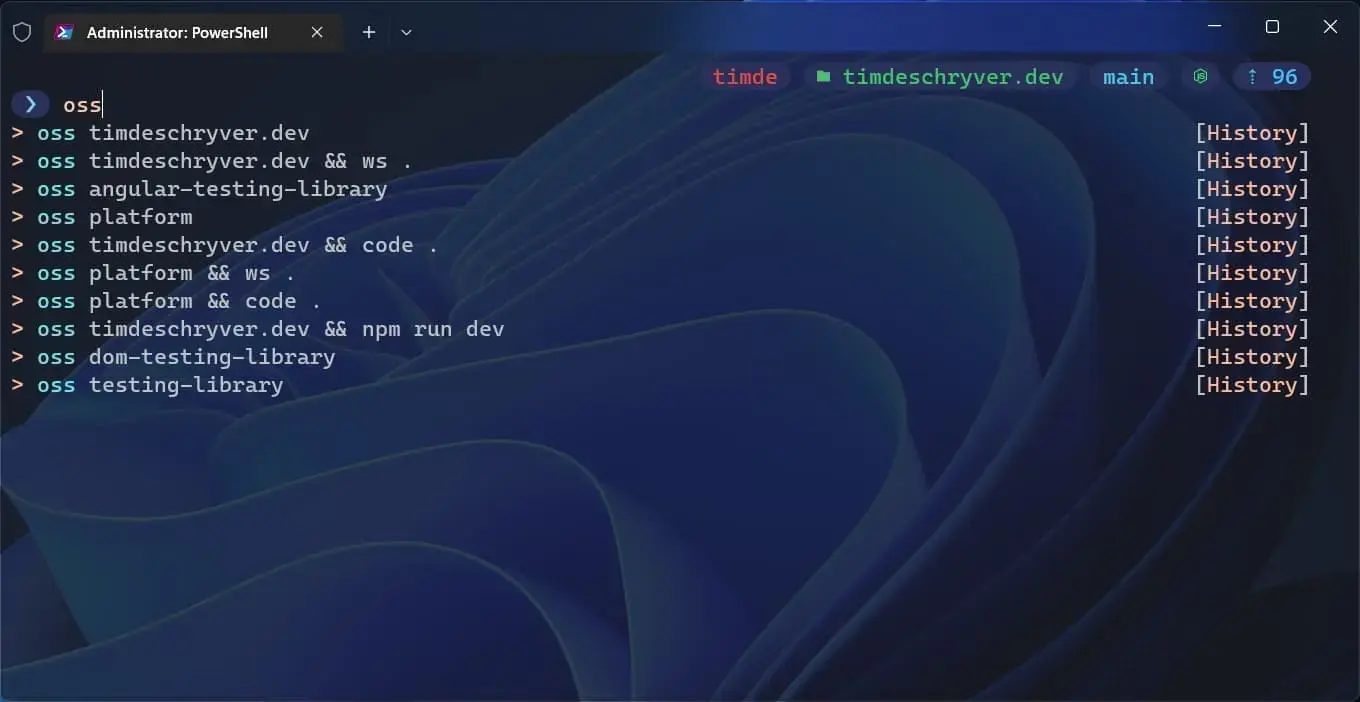 Administrator: PowerShell
timde timdeschryver.dev main JS ⇡ 96
❯ oss
> oss timdeschryver.dev [History]
> oss timdeschryver.dev && ws . [History]
> oss angular-testing-library [History]
> oss platform [History]
> oss timdeschryver.dev && code . [History]
> oss platform && ws . [History]
> oss platform && code . [History]
> oss timdeschryver.dev && npm run dev [History]
> oss dom-testing-library [History]
> oss testing-library [History]